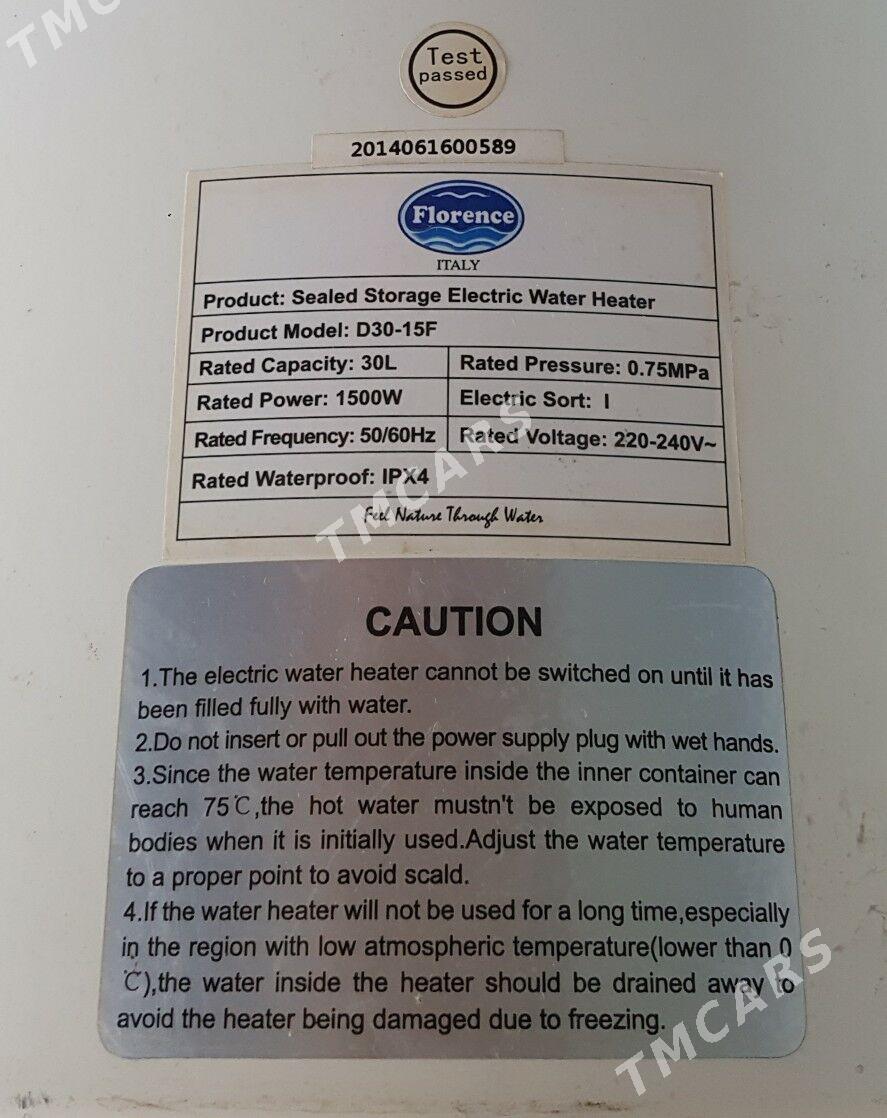 TMCARS
Test
passed
2014061600589
Florence
ITALY
Product: Sealed Storage Electric Water Heater
Product Model: D30-15F
Rated Capacity: 30L
Rated Pressure: 0.75MPa
Rated Power: 1500W
Electric Sort: I
Rated Frequency: 50/60Hz
Rated Voltage: 220-240V~
Rated Waterproof: IPX4
Feel Nature Through Water
TMCARS
CAUTION
1.The electric water heater cannot be switched on until it has
been filled fully with water.
2.Do not insert or pull out the power supply plug with wet hands.
3.Since the water temperature inside the inner container can
reach 75℃,the hot water mustn't be exposed to human
bodies when it is initially used.Adjust the water temperature
to a proper point to avoid scald.
4.If the water heater will not be used for a long time,especially
in the region with low atmospheric temperature(lower than 0
℃),the water inside the heater should be drained away to
avoid the heater being damaged due to freezing.
TMCARS